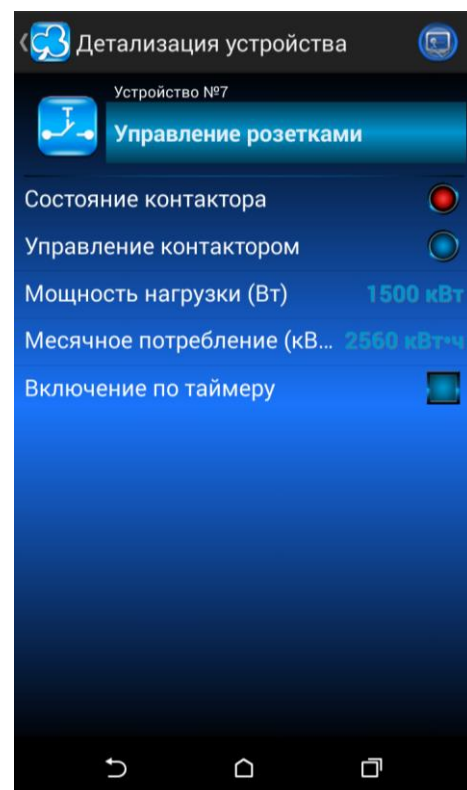 Детализация устройства
Устройство №7
Управление розетками
Состояние контактора
Управление контактором
Мощность нагрузки (Вт) 1500 кВт
Месячное потребление (кВ... 2560 кВт•ч
Включение по таймеру